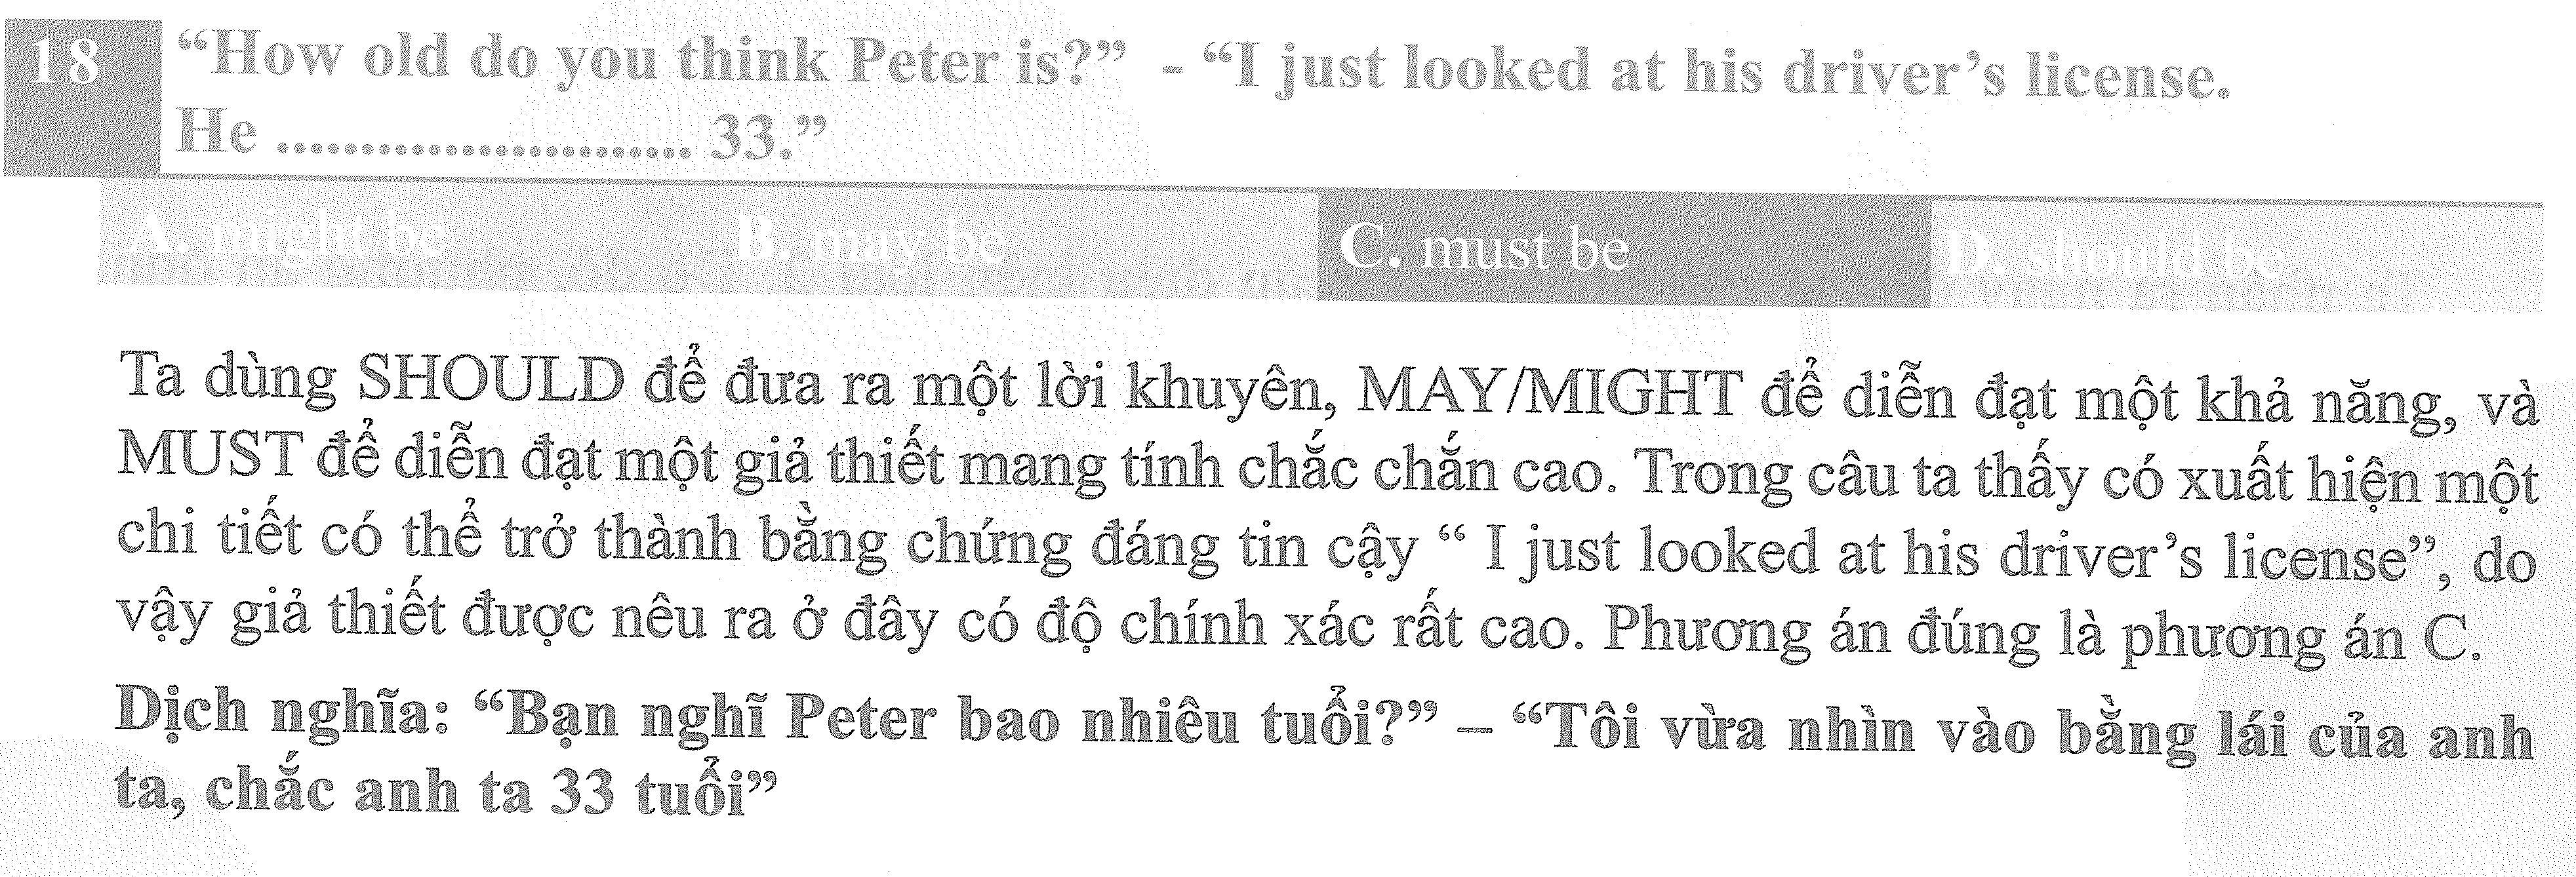 18 “How old do you think Peter is?” - “I just looked at his driver’s license.
He ......................... 33.”
A. might be B. may be C. must be D. should be
Ta dùng SHOULD để đưa ra một lời khuyên, MAY/MIGHT để diễn đạt một khả năng, và
MUST để diễn đạt một giả thiết mang tính chắc chắn cao. Trong câu ta thấy có xuất hiện một
chi tiết có thể trở thành bằng chứng đáng tin cậy “ I just looked at his driver’s license”, do
vậy giả thiết được nêu ra ở đây có độ chính xác rất cao. Phương án đúng là phương án C.
Dịch nghĩa: “Bạn nghĩ Peter bao nhiêu tuổi?” – “Tôi vừa nhìn vào bằng lái của anh
ta, chắc anh ta 33 tuổi”